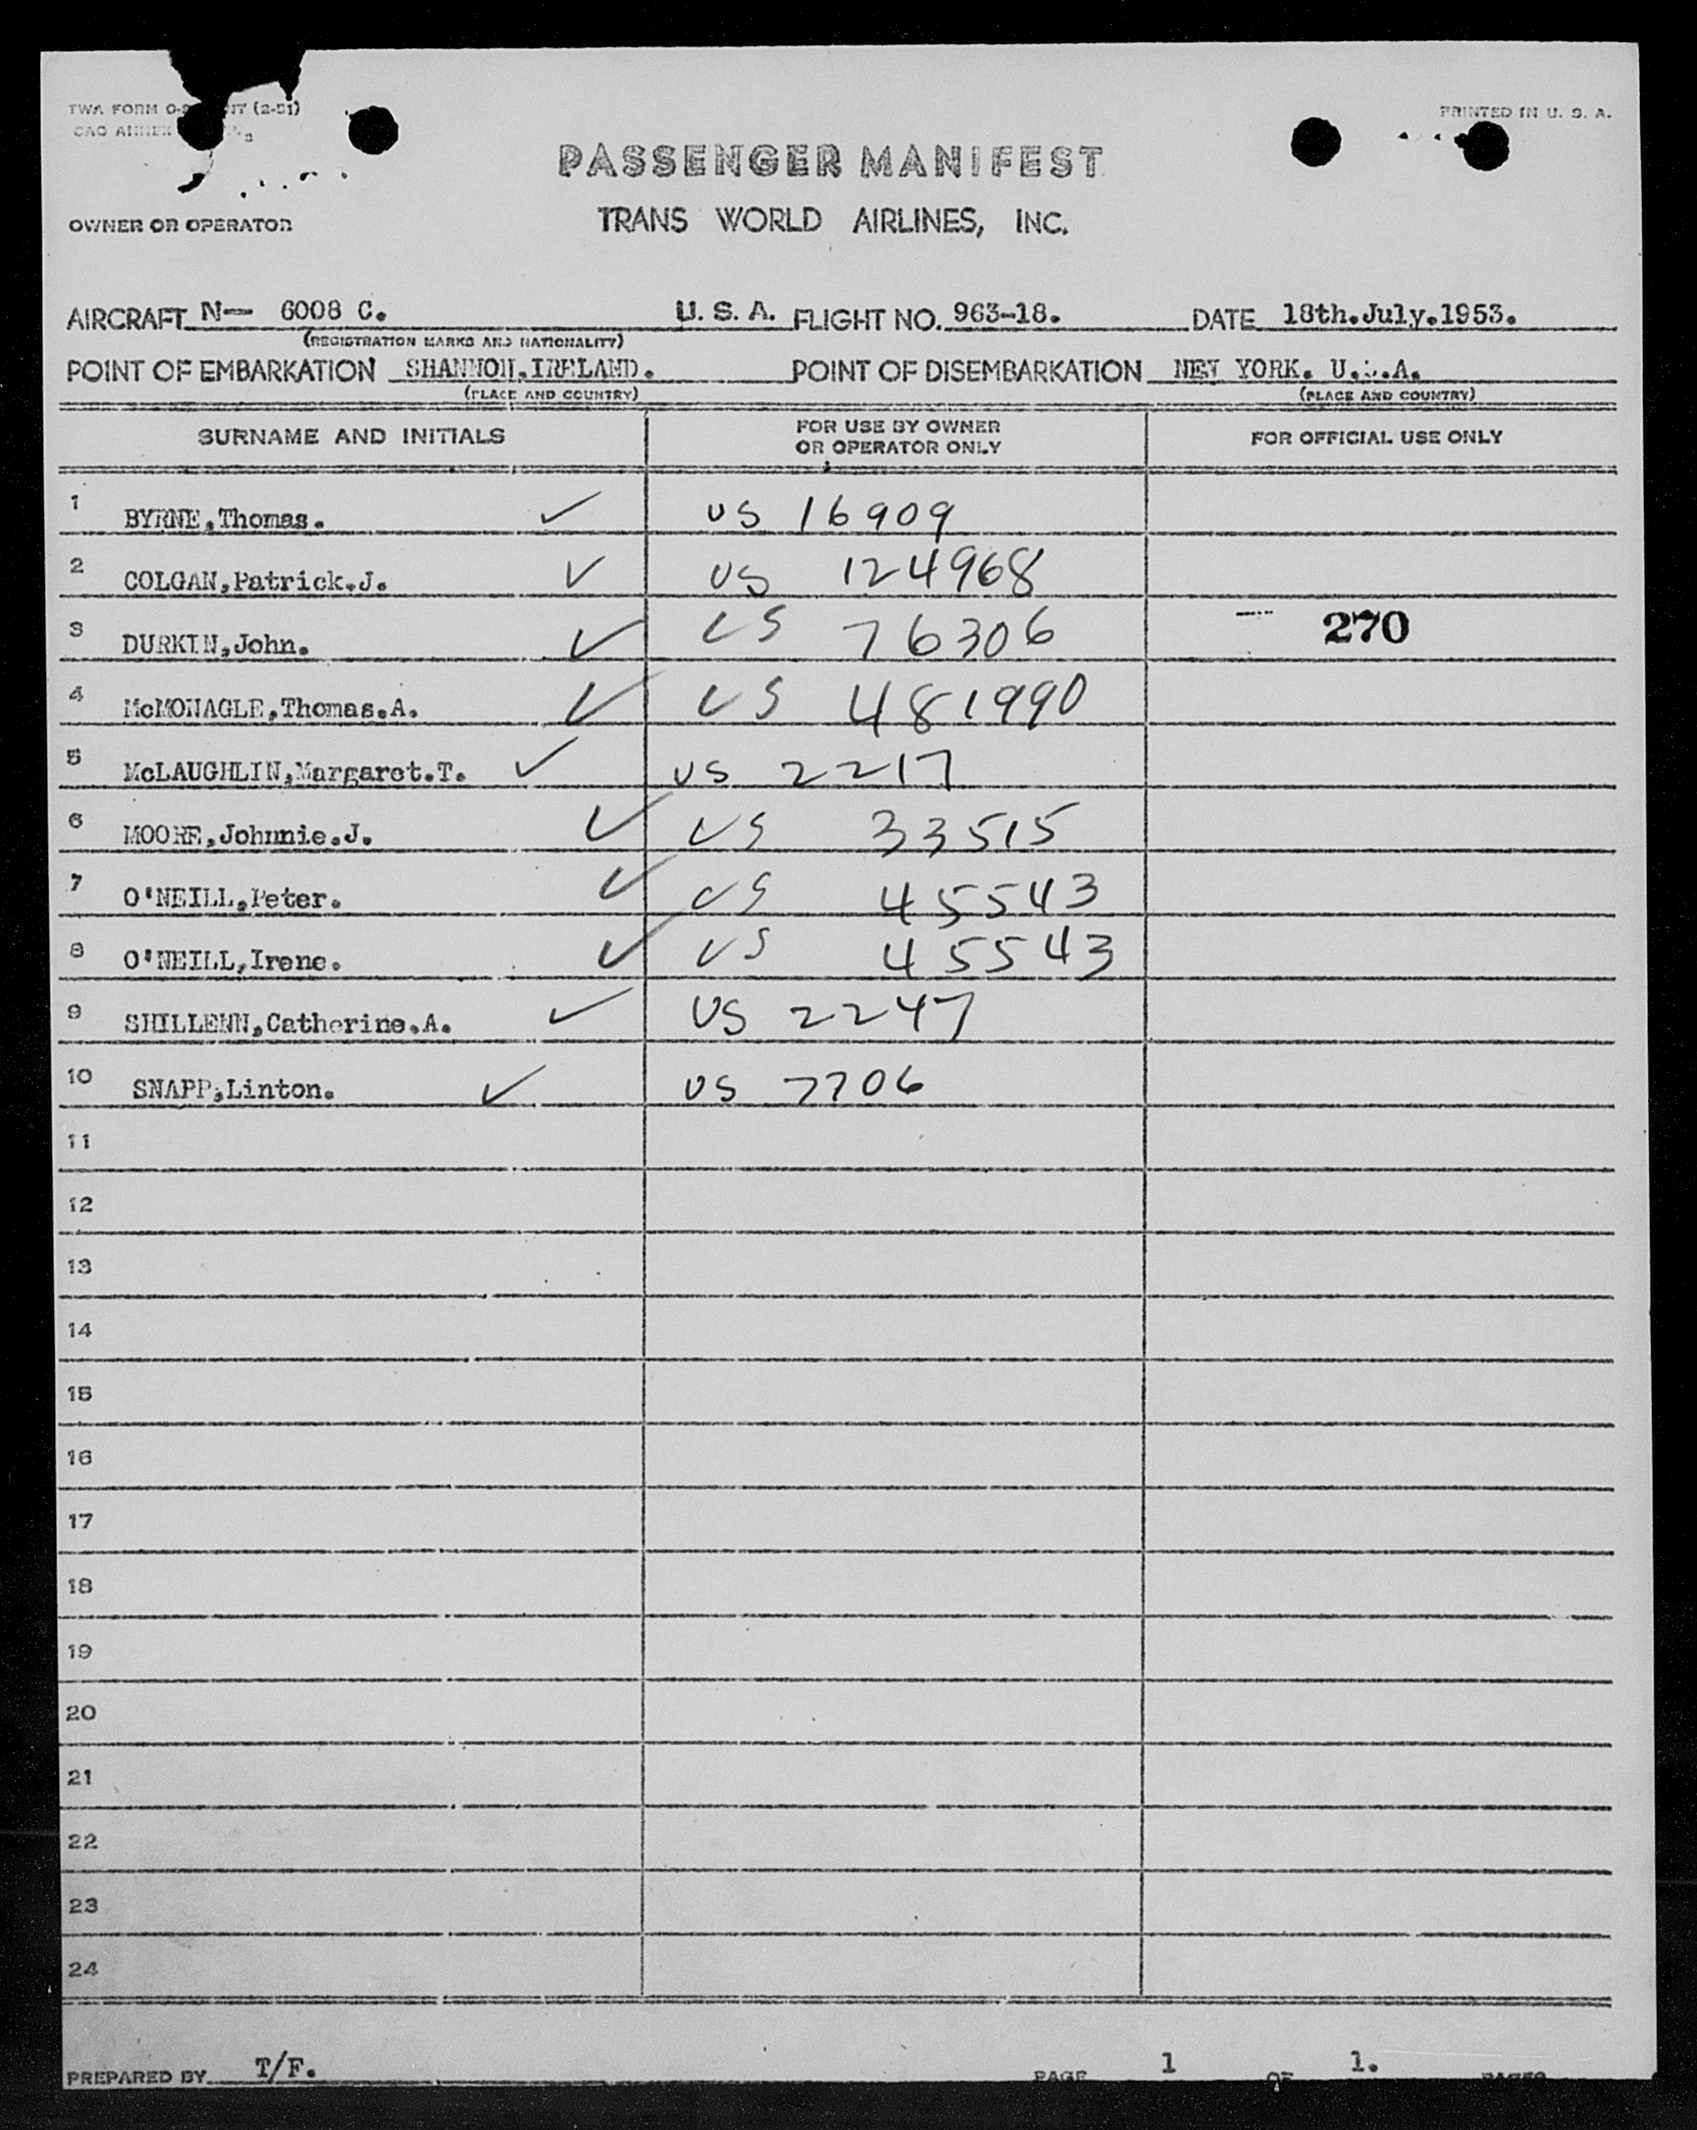 TWA FORM (2-51)
PRINTED IN U. S. A.
PASSENGER MANIFEST
OWNER OR OPERATOR
TRANS WORLD AIRLINES, INC.
AIRCRAFT N- 6008 C. U. S. A. FLIGHT NO. 963-18. DATE 18th.July.1953.
(REGISTRATION MARKS AND NATIONALITY)
POINT OF EMBARKATION SHANNON.IRELAND. POINT OF DISEMBARKATION NEW YORK. U.S.A.
(PLACE AND COUNTRY) (PLACE AND COUNTRY)
SURNAME AND INITIALS
FOR USE BY OWNER
OR OPERATOR ONLY
FOR OFFICIAL USE ONLY
1 BYRNE,Thomas. ✓ US 16909
2 COLGAN,Patrick.J. ✓ US 124968
3 DURKIN,John. ✓ US 76306 270
4 McMONAGLE,Thomas.A. ✓ US 481990
5 McLAUGHLIN,Margaret.T. ✓ US 2217
6 MOORE,Johnnie.J. ✓ US 33515
7 O'NEILL,Peter. ✓ US 45543
8 O'NEILL,Irene. ✓ US 45543
9 SHILLENN,Catherine.A. ✓ US 2247
10 SNAPP,Linton. ✓ US 7706
11
12
13
14
15
16
17
18
19
20
21
22
23
24
PREPARED BY T/F. PAGE 1 OF 1. PAGES